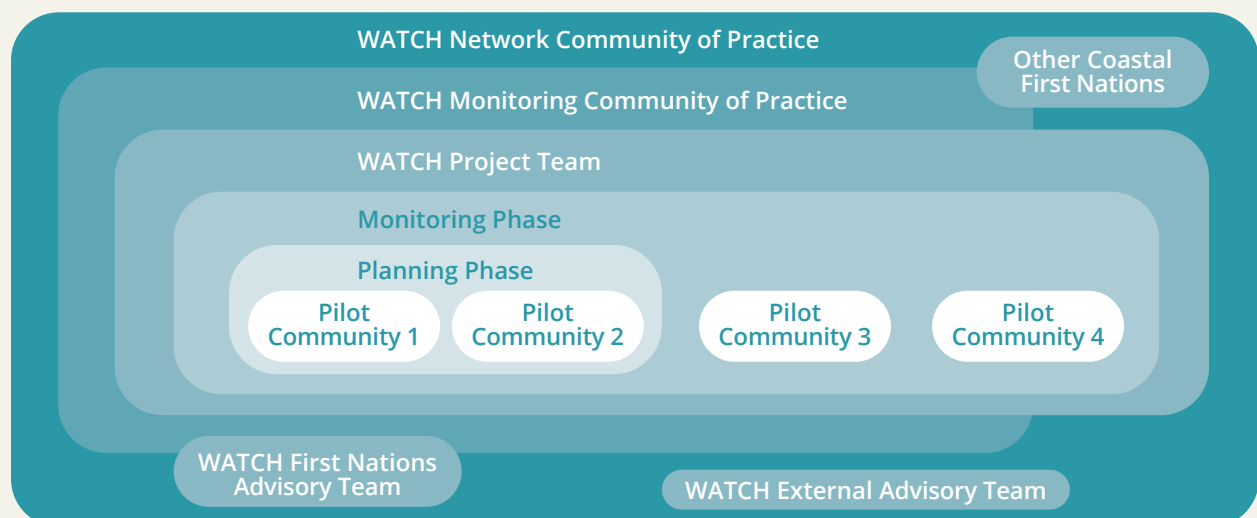 WATCH Network Community of Practice
Other Coastal
First Nations
WATCH Monitoring Community of Practice
WATCH Project Team
Monitoring Phase
Planning Phase
Pilot
Community 1
Pilot
Community 2
Pilot
Community 3
Pilot
Community 4
WATCH First Nations
Advisory Team
WATCH External Advisory Team